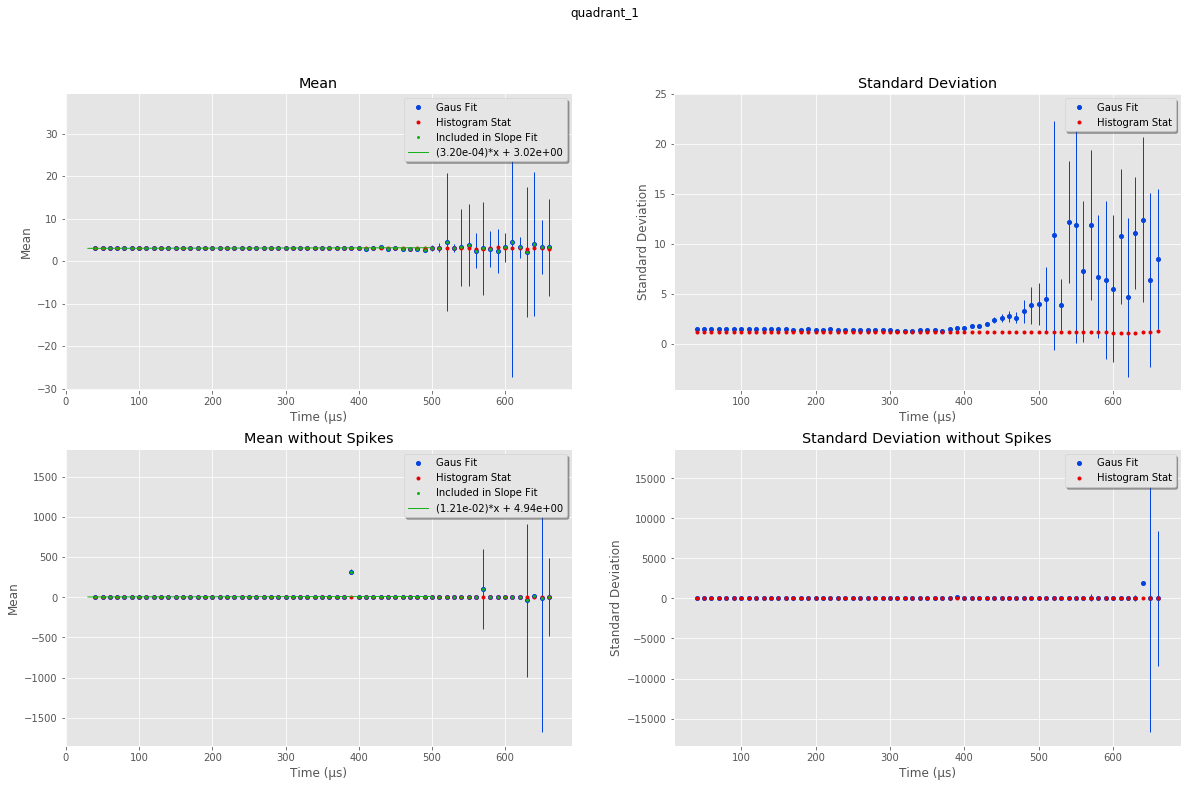 quadrant_1
Mean
Mean
30
20
10
0
−10
−20
−30
0
100
200
300
400
500
600
Time (μs)
Gaus Fit
Histogram Stat
Included in Slope Fit
(3.20e-04)*x + 3.02e+00
Standard Deviation
Standard Deviation
25
20
15
10
5
0
100
200
300
400
500
600
Time (μs)
Gaus Fit
Histogram Stat
Mean without Spikes
Mean
1500
1000
500
0
−500
−1000
−1500
0
100
200
300
400
500
600
Time (μs)
Gaus Fit
Histogram Stat
Included in Slope Fit
(1.21e-02)*x + 4.94e+00
Standard Deviation without Spikes
Standard Deviation
15000
10000
5000
0
−5000
−10000
−15000
100
200
300
400
500
600
Time (μs)
Gaus Fit
Histogram Stat